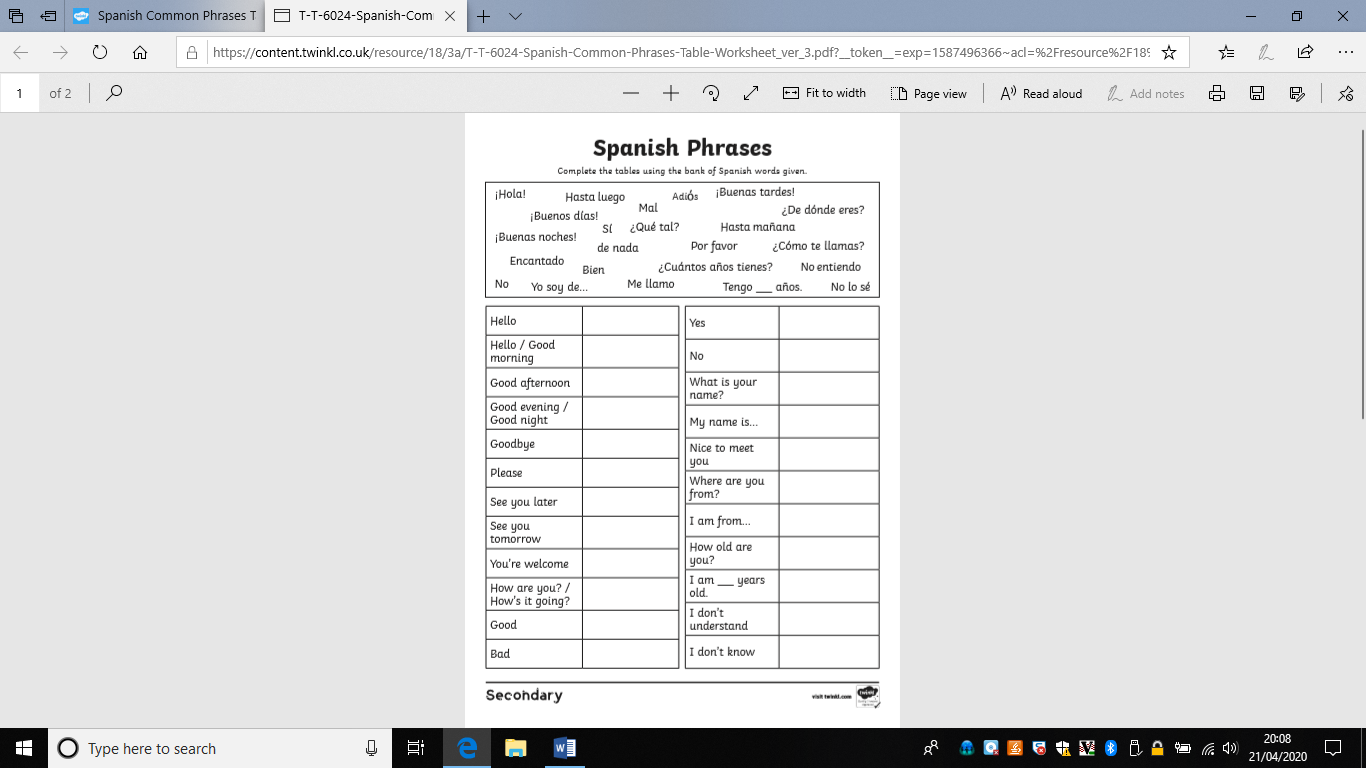 Spanish Common Phrases T
T-T-6024-Spanish-Com
https://content.twinkl.co.uk/resource/18/3a/T-T-6024-Spanish-Common-Phrases-Table-Worksheet_ver_3.pdf?__token__=exp=1587496366~acl=%2Fresource%2F18%
1 of 2
Fit to width
Page view
Read aloud
Add notes
Spanish Phrases
Complete the tables using the bank of Spanish words given.
¡Hola!
Hasta luego
Adiós
¡Buenas tardes!
¡Buenos días!
Mal
¿De dónde eres?
Sí
¿Qué tal?
Hasta mañana
¡Buenas noches!
de nada
Por favor
¿Cómo te llamas?
Encantado
Bien
¿Cuántos años tienes?
No entiendo
No
Yo soy de...
Me llamo
Tengo ___ años.
No lo sé
Hello
Hello / Good
morning
Good afternoon
Good evening /
Good night
Goodbye
Please
See you later
See you
tomorrow
You're welcome
How are you? /
How's it going?
Good
Bad
Yes
No
What is your
name?
My name is...
Nice to meet
you
Where are you
from?
I am from...
How old are
you?
I am ___ years
old.
I don't
understand
I don't know
Secondary
visit twinkl.com
twinkl
Type here to search
20:08
21/04/2020